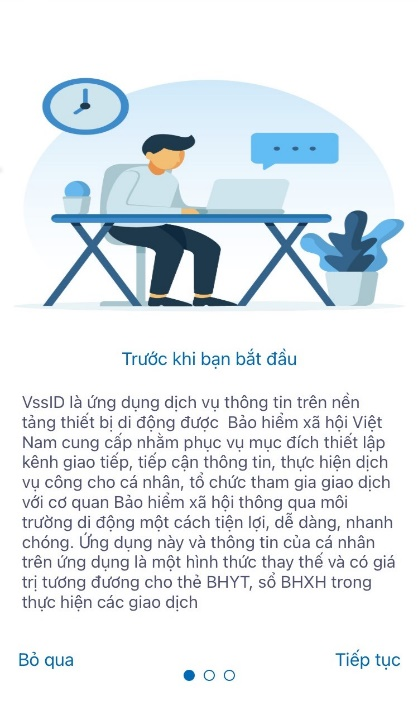 Trước khi bạn bắt đầu
VssID là ứng dụng dịch vụ thông tin trên nền
tảng thiết bị di động được  Bảo hiểm xã hội Việt
Nam cung cấp nhằm phục vụ mục đích thiết lập
kênh giao tiếp, tiếp cận thông tin, thực hiện dịch
vụ công cho cá nhân, tổ chức tham gia giao dịch
với cơ quan Bảo hiểm xã hội thông qua môi
trường di động một cách tiện lợi, dễ dàng, nhanh
chóng. Ứng dụng này và thông tin của cá nhân
trên ứng dụng là một hình thức thay thế và có giá
trị tương đương cho thẻ BHYT, sổ BHXH trong
thực hiện các giao dịch
Bỏ qua
Tiếp tục